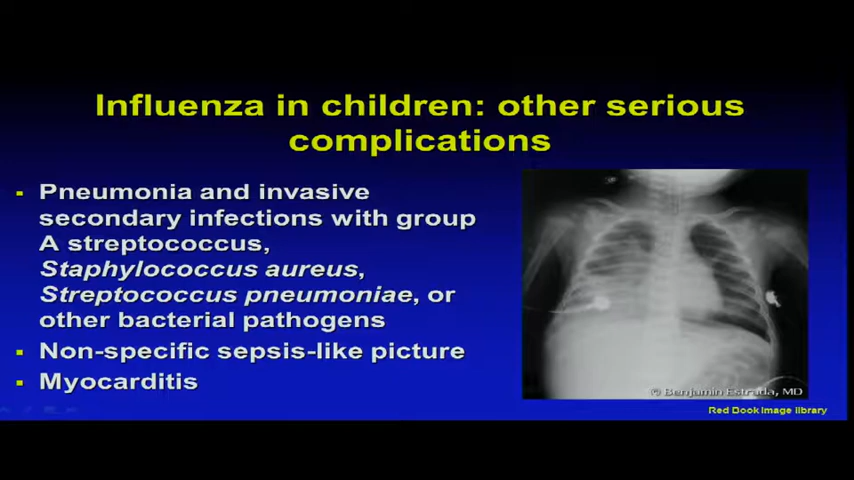 Influenza in children: other serious
complications
Pneumonia and invasive
secondary infections with group
A streptococcus,
Staphylococcus aureus,
Streptococcus pneumoniae, or
other bacterial pathogens
Non-specific sepsis-like picture
Myocarditis
© Benjamin Estrada, MD
Red Book Image library